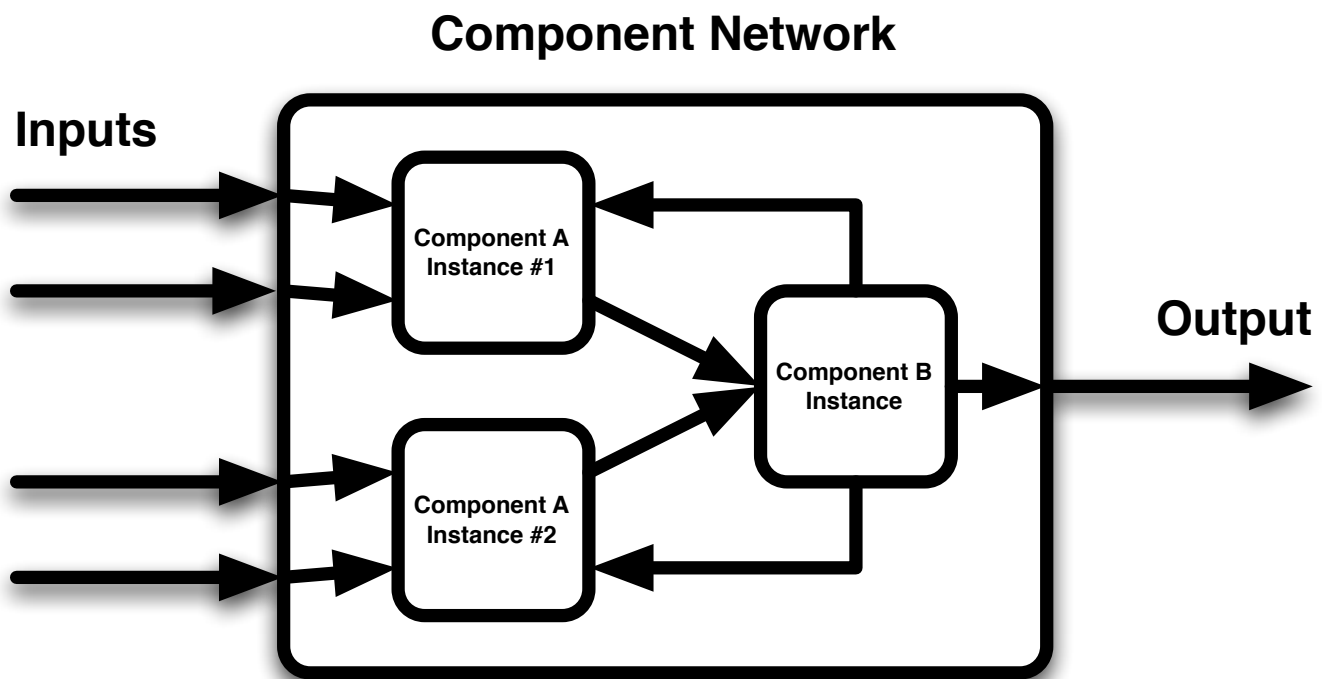 Component Network
Inputs
Component A
Instance #1
Component B
Instance
Output
Component A
Instance #2